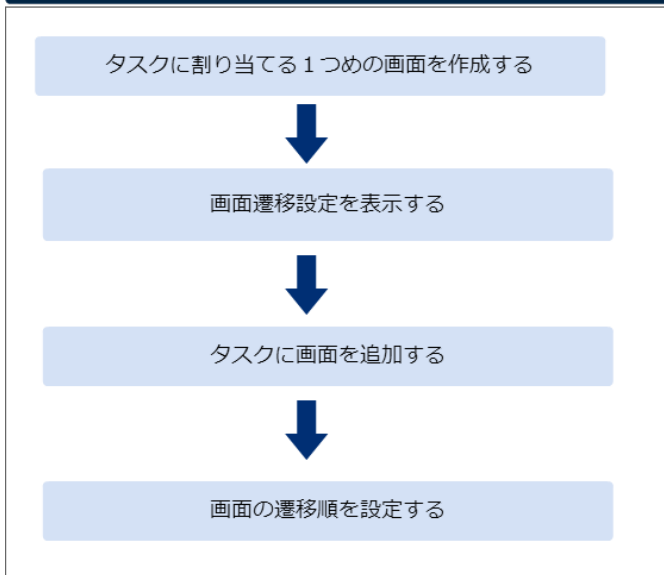 タスクに割り当てる１つめの画面を作成する
画面遷移設定を表示する
タスクに画面を追加する
画面の遷移順を設定する